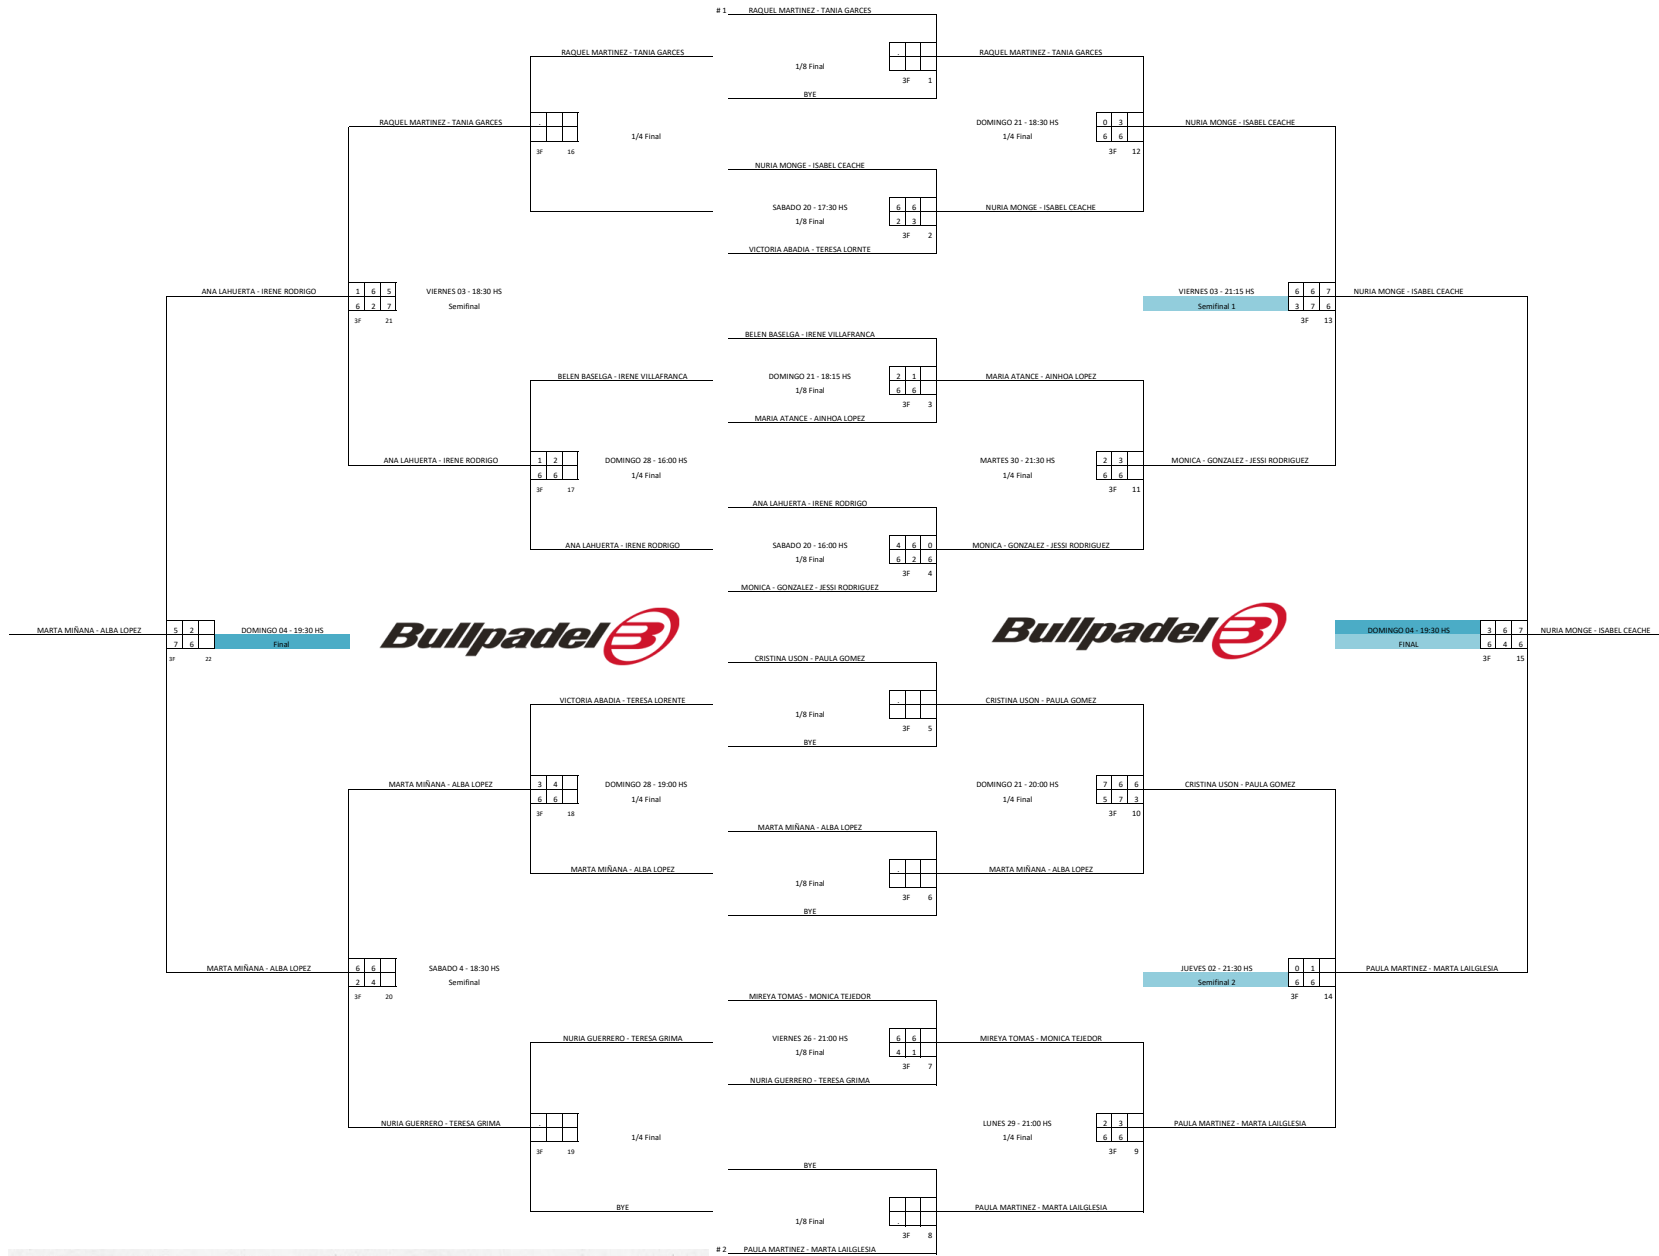 # 1 RAQUEL MARTINEZ - TANIA GARCES
RAQUEL MARTINEZ - TANIA GARCES
.
RAQUEL MARTINEZ - TANIA GARCES
1/8 Final
3F 1
BYE
RAQUEL MARTINEZ - TANIA GARCES
.
1/4 Final
3F 16
DOMINGO 21 - 18:30 HS
0 3
NURIA MONGE - ISABEL CEACHE
1/4 Final
6 6
3F 12
NURIA MONGE - ISABEL CEACHE
SABADO 20 - 17:30 HS
6 6
NURIA MONGE - ISABEL CEACHE
1/8 Final
2 3
3F 2
VICTORIA ABADIA - TERESA LORNTE
ANA LAHUERTA - IRENE RODRIGO
1 6 5
VIERNES 03 - 18:30 HS
6 2 7
Semifinal
3F 21
VIERNES 03 - 21:15 HS
6 6 7
NURIA MONGE - ISABEL CEACHE
Semifinal 1
3 7 6
3F 13
BELEN BASELGA - IRENE VILLAFRANCA
BELEN BASELGA - IRENE VILLAFRANCA
DOMINGO 21 - 18:15 HS
2 1
MARIA ATANCE - AINHOA LOPEZ
1/8 Final
6 6
3F 3
MARIA ATANCE - AINHOA LOPEZ
ANA LAHUERTA - IRENE RODRIGO
1 2
DOMINGO 28 - 16:00 HS
6 6
1/4 Final
3F 17
MARTES 30 - 21:30 HS
2 3
MONICA - GONZALEZ - JESSI RODRIGUEZ
1/4 Final
6 6
3F 11
ANA LAHUERTA - IRENE RODRIGO
ANA LAHUERTA - IRENE RODRIGO
SABADO 20 - 16:00 HS
4 6 0
MONICA - GONZALEZ - JESSI RODRIGUEZ
1/8 Final
6 2 6
3F 4
MONICA - GONZALEZ - JESSI RODRIGUEZ
MARTA MIÑANA - ALBA LOPEZ
5 2
DOMINGO 04 - 19:30 HS
7 6
Final
3F 22
Bullpadel
Bullpadel
DOMINGO 04 - 19:30 HS
3 6 7
NURIA MONGE - ISABEL CEACHE
FINAL
6 4 6
3F 15
CRISTINA USON - PAULA GOMEZ
VICTORIA ABADIA - TERESA LORENTE
.
CRISTINA USON - PAULA GOMEZ
1/8 Final
3F 5
BYE
MARTA MIÑANA - ALBA LOPEZ
3 4
DOMINGO 28 - 19:00 HS
6 6
1/4 Final
3F 18
DOMINGO 21 - 20:00 HS
7 6 6
CRISTINA USON - PAULA GOMEZ
1/4 Final
5 7 3
3F 10
MARTA MIÑANA - ALBA LOPEZ
MARTA MIÑANA - ALBA LOPEZ
.
MARTA MIÑANA - ALBA LOPEZ
1/8 Final
3F 6
BYE
MARTA MIÑANA - ALBA LOPEZ
6 6
SABADO 4 - 18:30 HS
2 4
Semifinal
3F 20
JUEVES 02 - 21:30 HS
0 1
PAULA MARTINEZ - MARTA LAILGLESIA
Semifinal 2
6 6
3F 14
MIREYA TOMAS - MONICA TEJEDOR
NURIA GUERRERO - TERESA GRIMA
VIERNES 26 - 21:00 HS
6 6
MIREYA TOMAS - MONICA TEJEDOR
1/8 Final
4 1
3F 7
NURIA GUERRERO - TERESA GRIMA
NURIA GUERRERO - TERESA GRIMA
.
1/4 Final
3F 19
LUNES 29 - 21:00 HS
2 3
PAULA MARTINEZ - MARTA LAILGLESIA
1/4 Final
6 6
3F 9
BYE
BYE
PAULA MARTINEZ - MARTA LAILGLESIA
1/8 Final
.
3F 8
# 2 PAULA MARTINEZ - MARTA LAILGLESIA